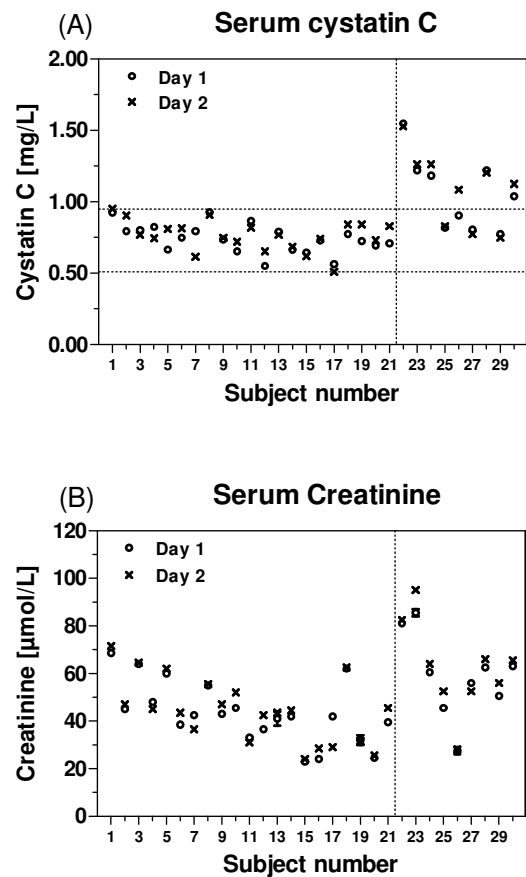 (A) Serum cystatin C
Cystatin C [mg/L]
2.00
1.50
1.00
0.50
0.00
Day 1
Day 2
1 3 5 7 9 11 13 15 17 19 21 23 25 27 29
Subject number
(B) Serum Creatinine
Creatinine [µmol/L]
120
100
80
60
40
20
0
Day 1
Day 2
1 3 5 7 9 11 13 15 17 19 21 23 25 27 29
Subject number